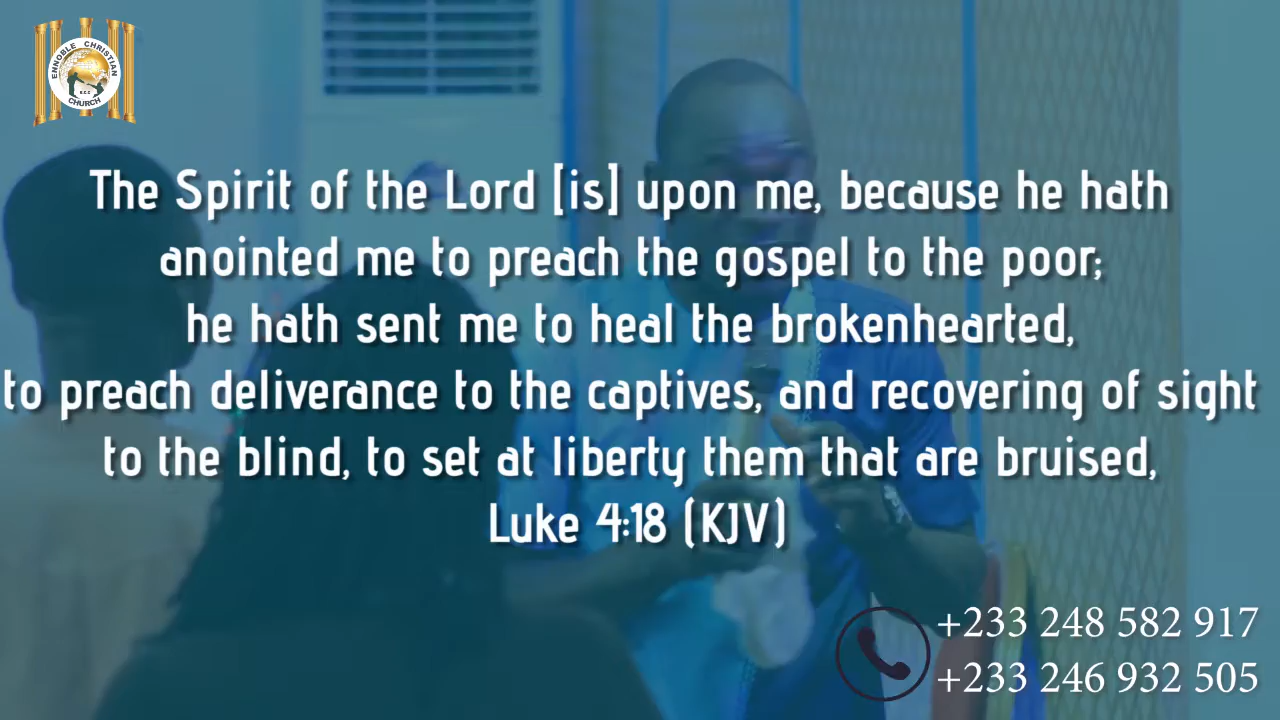 ENNOBLE CHRISTIAN
E.C.C
CHURCH
The Spirit of the Lord [is] upon me, because he hath
anointed me to preach the gospel to the poor;
he hath sent me to heal the brokenhearted,
to preach deliverance to the captives, and recovering of sight
to the blind, to set at liberty them that are bruised,
Luke 4:18 (KJV)
+233 248 582 917
+233 246 932 505